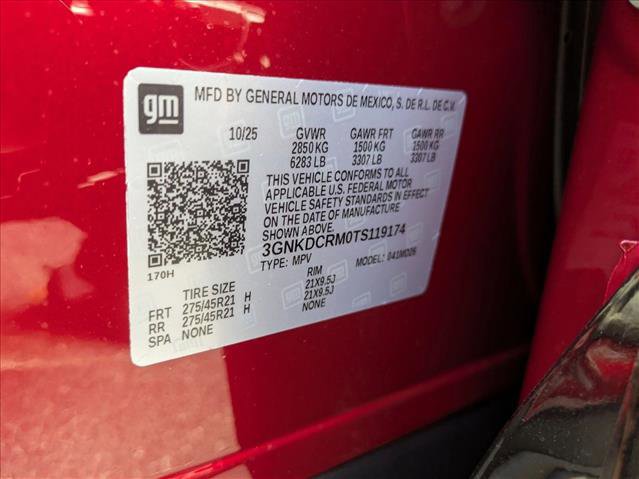 gm
MFD BY GENERAL MOTORS DE MEXICO, S. DE R.L. DE C.V.
10/25 GVWR GAWR FRT GAWR RR
2850 KG 1500 KG 1500 KG
6283 LB 3307 LB 3307 LB
THIS VEHICLE CONFORMS TO ALL
APPLICABLE U.S. FEDERAL MOTOR
VEHICLE SAFETY STANDARDS IN EFFECT
ON THE DATE OF MANUFACTURE.
3GNKDCRM0TS119174
170H TYPE: MPV MODEL: 041MD26
TIRE SIZE RIM
FRT 275/45R21 H 21X9.5J
RR 275/45R21 H 21X9.5J
SPA NONE NONE